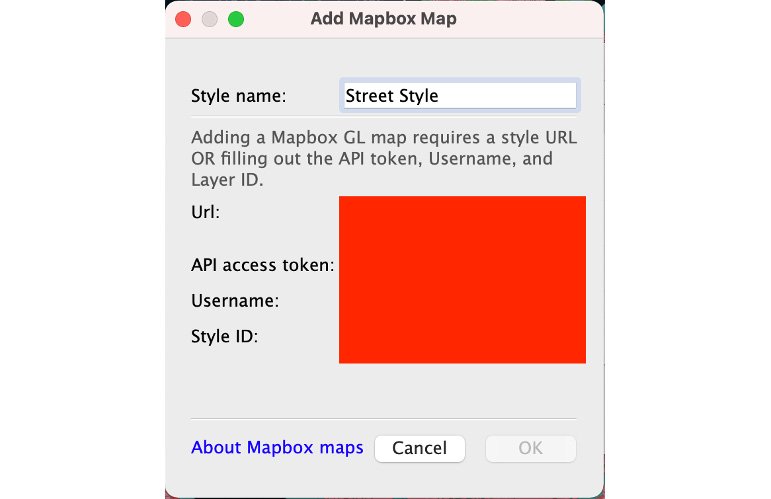 Add Mapbox Map
Style name: Street Style
Adding a Mapbox GL map requires a style URL
OR filling out the API token, Username, and
Layer ID.
Url:
API access token:
Username:
Style ID:
About Mapbox maps Cancel OK